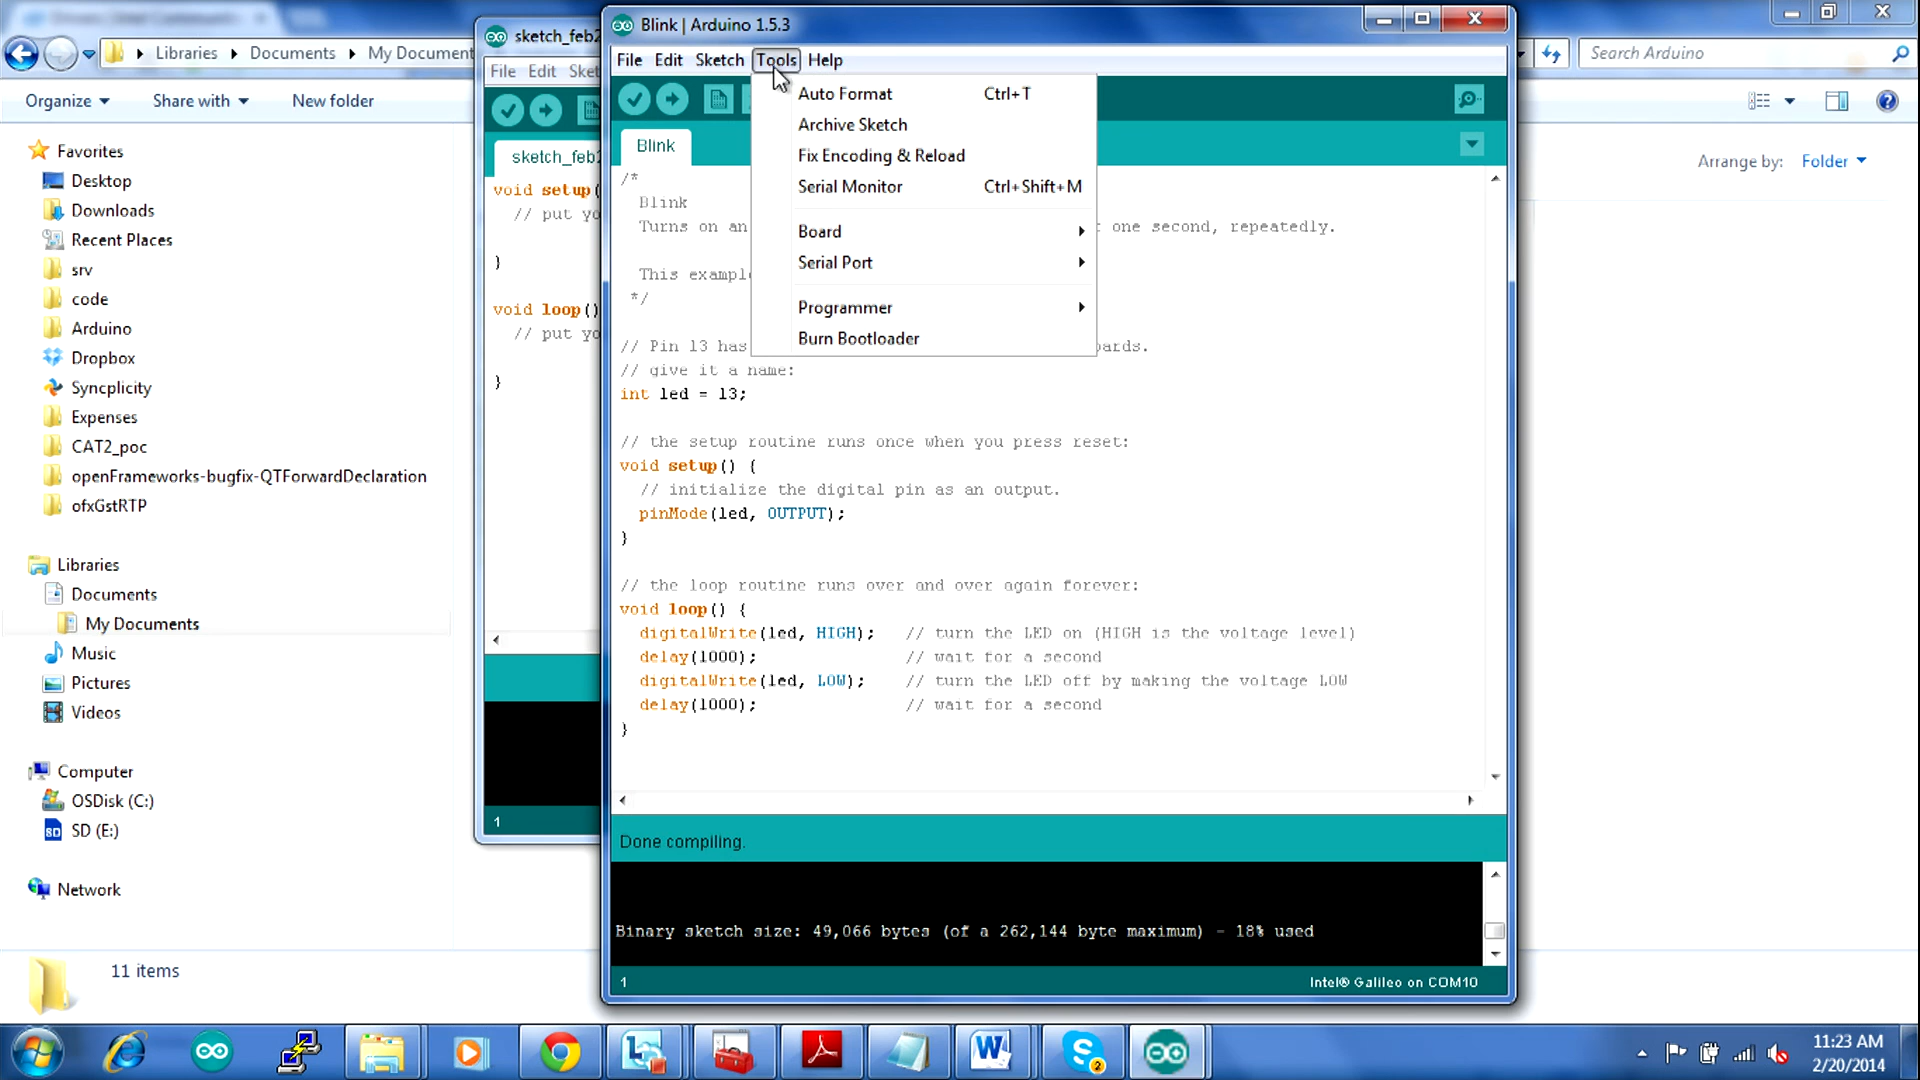 Libraries
Documents
My Document
Search Arduino
Organize
Share with
New folder
Arrange by: Folder
Favorites
Desktop
Downloads
Recent Places
srv
code
Arduino
Dropbox
Syncplicity
Expenses
CAT2_poc
openFrameworks-bugfix-QTForwardDeclaration
ofxGstRTP
Libraries
Documents
My Documents
Music
Pictures
Videos
Computer
OSDisk (C:)
SD (E:)
Network
11 items
sketch_feb2
File Edit Sket
sketch_feb2
void setup(
// put yo
}
void loop()
// put yo
}
1
Blink | Arduino 1.5.3
File Edit Sketch Tools Help
Auto Format Ctrl+T
Archive Sketch
Fix Encoding & Reload
Serial Monitor Ctrl+Shift+M
Board
Serial Port
Programmer
Burn Bootloader
Blink
/*
Blink
Turns on an one second, repeatedly.
This exampl
*/
// Pin 13 has ards.
// give it a name:
int led = 13;
// the setup routine runs once when you press reset:
void setup() {
// initialize the digital pin as an output.
pinMode(led, OUTPUT);
}
// the loop routine runs over and over again forever:
void loop() {
digitalWrite(led, HIGH); // turn the LED on (HIGH is the voltage level)
delay(1000); // wait for a second
digitalWrite(led, LOW); // turn the LED off by making the voltage LOW
delay(1000); // wait for a second
}
Done compiling.
Binary sketch size: 49,066 bytes (of a 262,144 byte maximum) - 18% used
1
Intel® Galileo on COM10
2
11:23 AM
2/20/2014